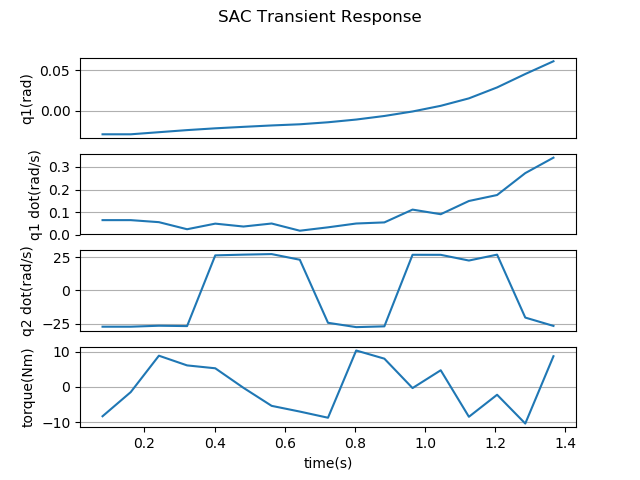 SAC Transient Response
q1(rad)
0.05
0.00
q1 dot(rad/s)
0.3
0.2
0.1
0.0
q2 dot(rad/s)
25
0
−25
torque(Nm)
10
0
−10
0.2 0.4 0.6 0.8 1.0 1.2 1.4
time(s)